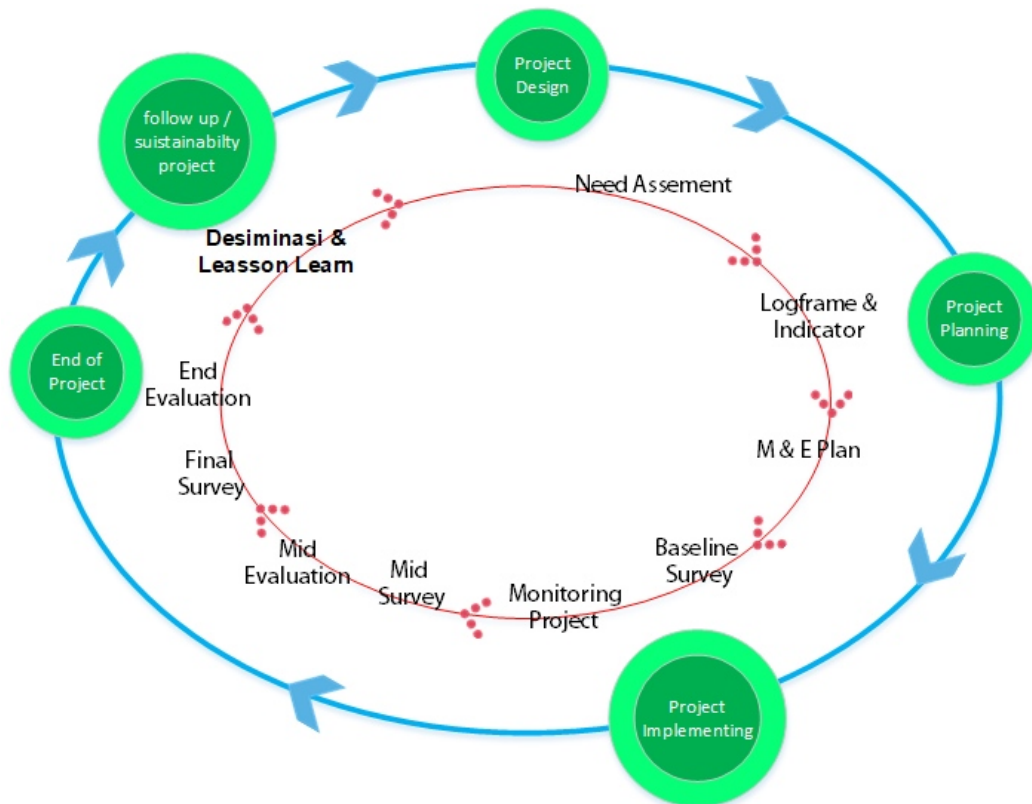 Project
Design
Project
Planning
Project
Implementing
End of
Project
follow up /
suistainabilty
project
Need Assement
Logframe &
Indicator
M & E Plan
Baseline
Survey
Monitoring
Project
Mid
Survey
Mid
Evaluation
Final
Survey
End
Evaluation
Desiminasi &
Leasson Learn